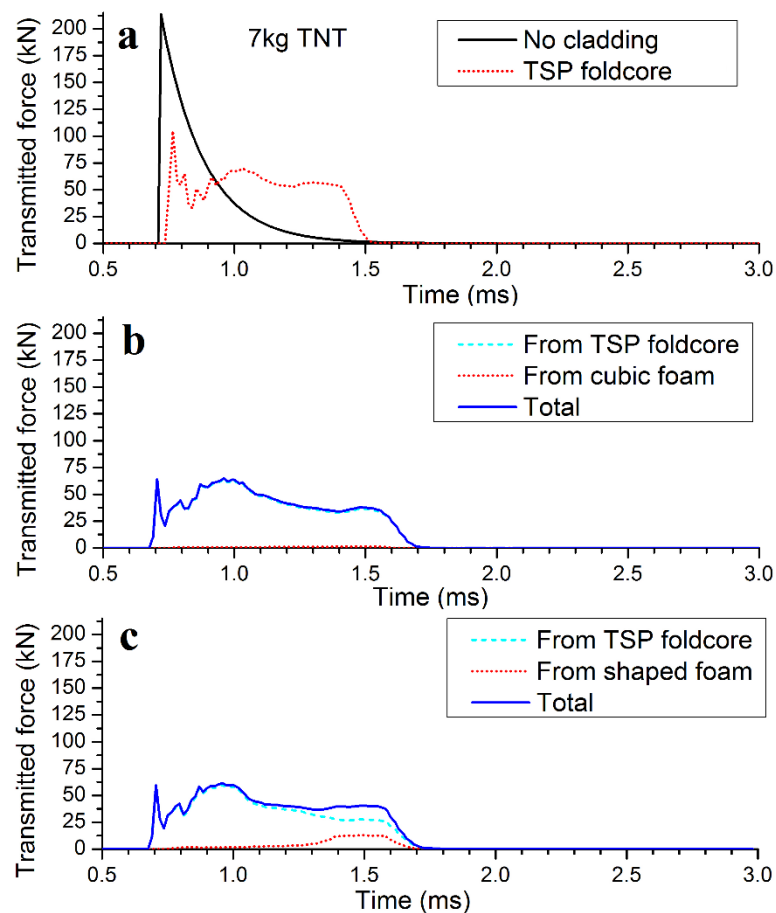 a
7kg TNT
No cladding
TSP foldcore
Transmitted force (kN)
200
175
150
125
100
75
50
25
0
0.5 1.0 1.5 2.0 2.5 3.0
Time (ms)
b
From TSP foldcore
From cubic foam
Total
Transmitted force (kN)
200
175
150
125
100
75
50
25
0
0.5 1.0 1.5 2.0 2.5 3.0
Time (ms)
c
From TSP foldcore
From shaped foam
Total
Transmitted force (kN)
200
175
150
125
100
75
50
25
0
0.5 1.0 1.5 2.0 2.5 3.0
Time (ms)